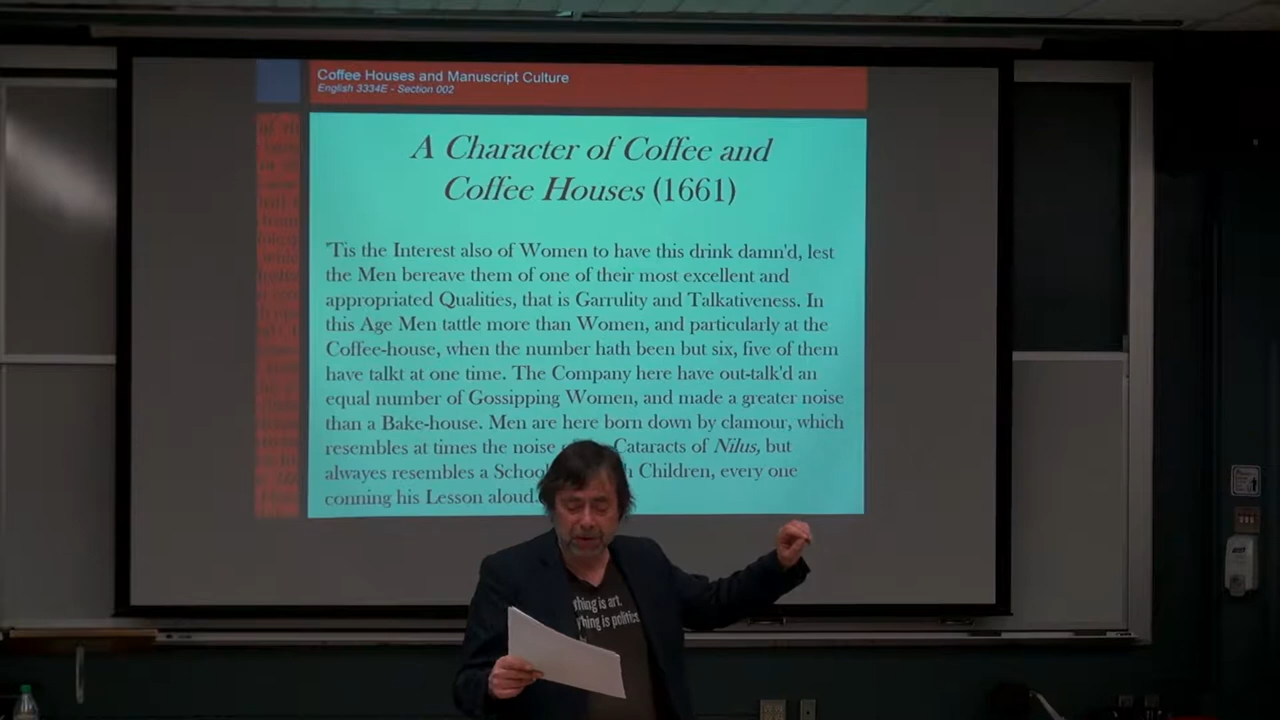 Coffee Houses and Manuscript Culture
English 3334E - Section 002
A Character of Coffee and
Coffee Houses (1661)
'Tis the Interest also of Women to have this drink damn'd, lest
the Men bereave them of one of their most excellent and
appropriated Qualities, that is Garrulity and Talkativeness. In
this Age Men tattle more than Women, and particularly at the
Coffee-house, when the number hath been but six, five of them
have talkt at one time. The Company here have out-talk'd an
equal number of Gossipping Women, and made a greater noise
than a Bake-house. Men are here born down by clamour, which
resembles at times the noise Cataracts of Nilus, but
alwayes resembles a School Children, every one
conning his Lesson aloud.
thing is art.
thing is politics